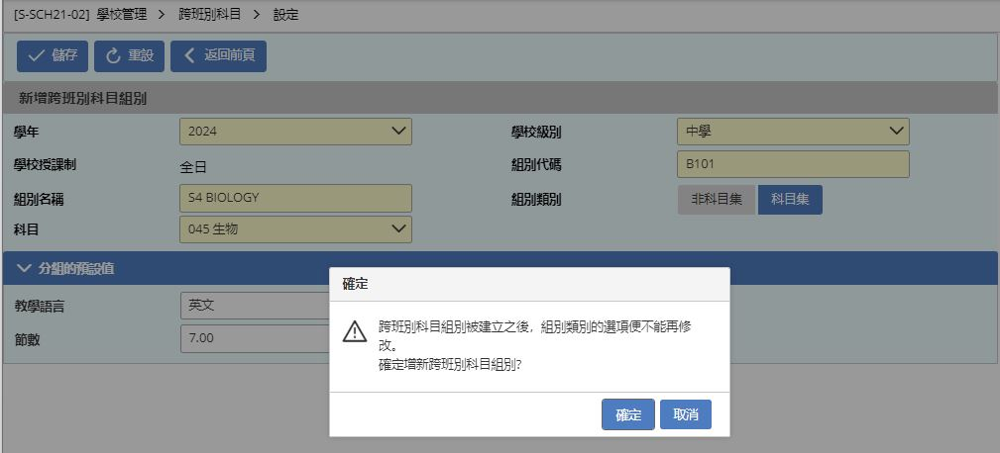 [S-SCH21-02] 學校管理 > 跨班別科目 > 設定
儲存 重設 返回前頁
新增跨班別科目組別
學年 2024 學校級別 中學
學校授課制 全日 組別代碼 B101
組別名稱 S4 BIOLOGY 組別類別 非科目集 科目集
科目 045 生物
分組的預設值
教學語言 英文
節數 7.00
確定
跨班別科目組別被建立之後，組別類別的選項便不能再修
改。
確定增新跨班別科目組別?
確定 取消